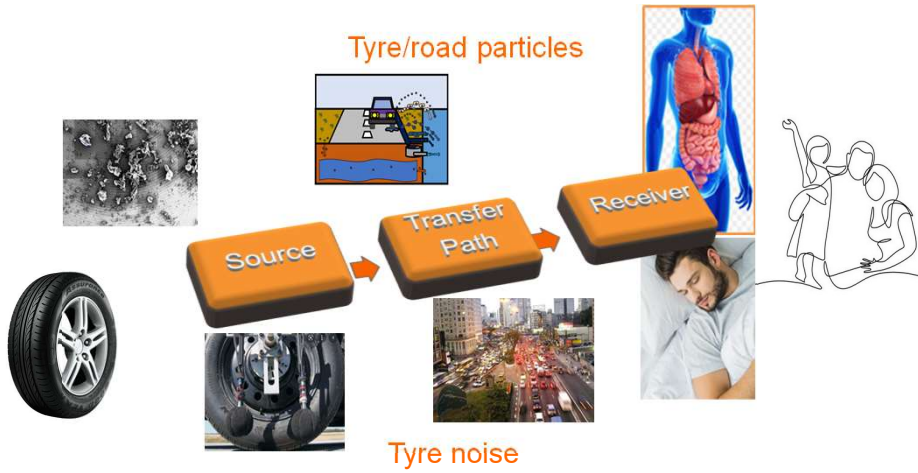 Tyre/road particles
Source
Transfer
Path
Receiver
Tyre noise